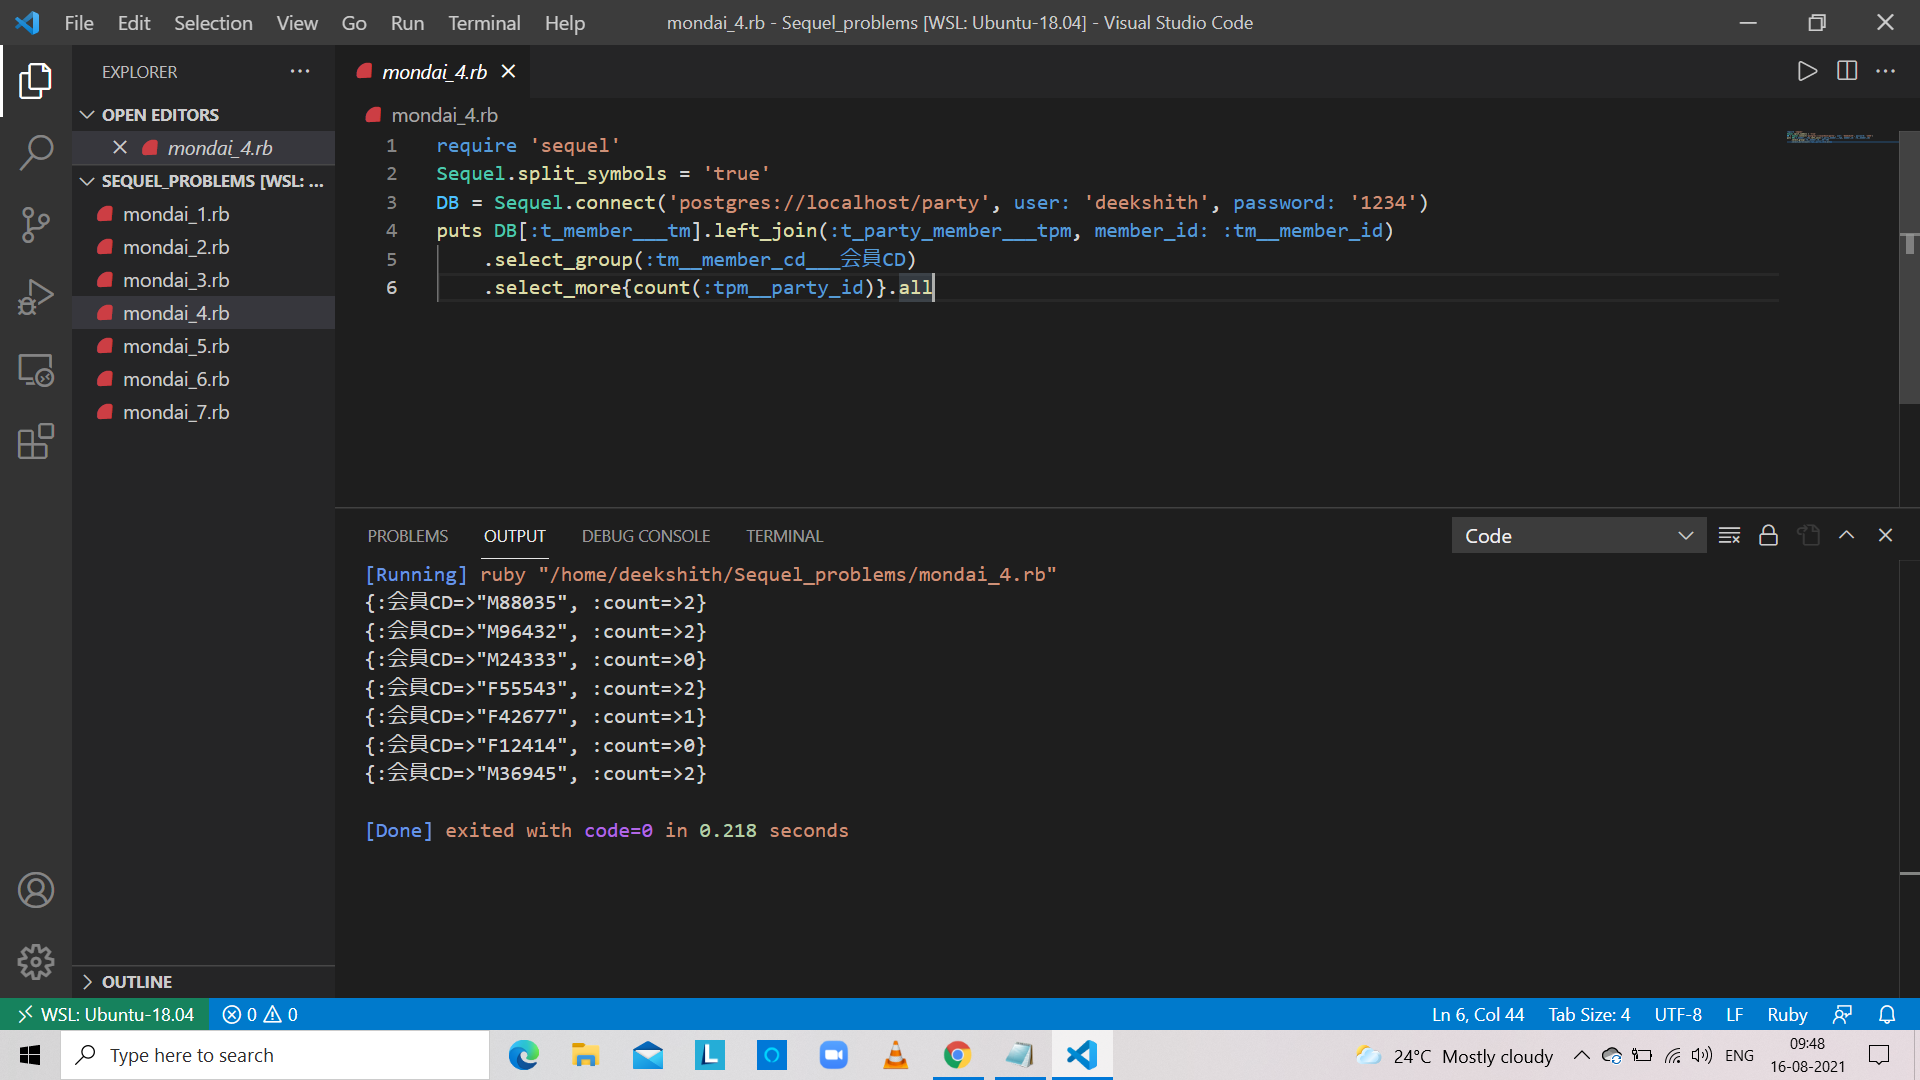 File Edit Selection View Go Run Terminal Help mondai_4.rb - Sequel_problems [WSL: Ubuntu-18.04] - Visual Studio Code
EXPLORER
mondai_4.rb
OPEN EDITORS
mondai_4.rb
SEQUEL_PROBLEMS [WSL: ...
mondai_1.rb
mondai_2.rb
mondai_3.rb
mondai_4.rb
mondai_5.rb
mondai_6.rb
mondai_7.rb
OUTLINE
mondai_4.rb
1 require 'sequel'
2 Sequel.split_symbols = 'true'
3 DB = Sequel.connect('postgres://localhost/party', user: 'deekshith', password: '1234')
4 puts DB[:t_member___tm].left_join(:t_party_member___tpm, member_id: :tm__member_id)
5 .select_group(:tm__member_cd___会員CD)
6 .select_more{count(:tpm__party_id)}.all
PROBLEMS OUTPUT DEBUG CONSOLE TERMINAL Code
[Running] ruby "/home/deekshith/Sequel_problems/mondai_4.rb"
{:会員CD=>"M88035", :count=>2}
{:会員CD=>"M96432", :count=>2}
{:会員CD=>"M24333", :count=>0}
{:会員CD=>"F55543", :count=>2}
{:会員CD=>"F42677", :count=>1}
{:会員CD=>"F12414", :count=>0}
{:会員CD=>"M36945", :count=>2}
[Done] exited with code=0 in 0.218 seconds
WSL: Ubuntu-18.04 0 0 Ln 6, Col 44 Tab Size: 4 UTF-8 LF Ruby
Type here to search 24°C Mostly cloudy ENG
09:48
16-08-2021